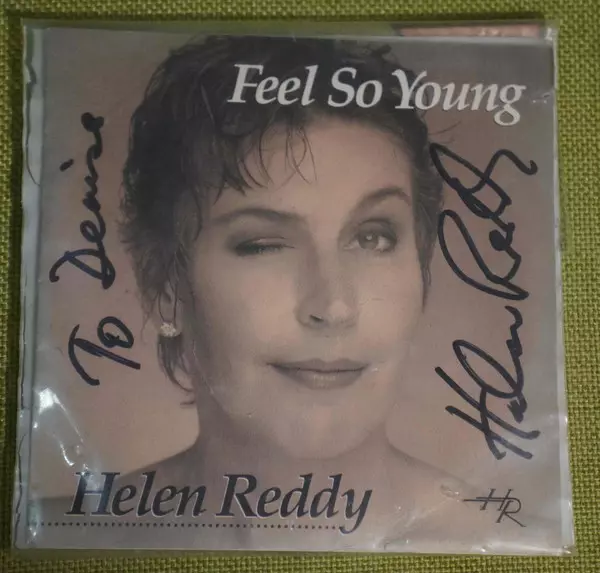 Feel So Young
To Denise
Helen Reddy
Helen Reddy
HR